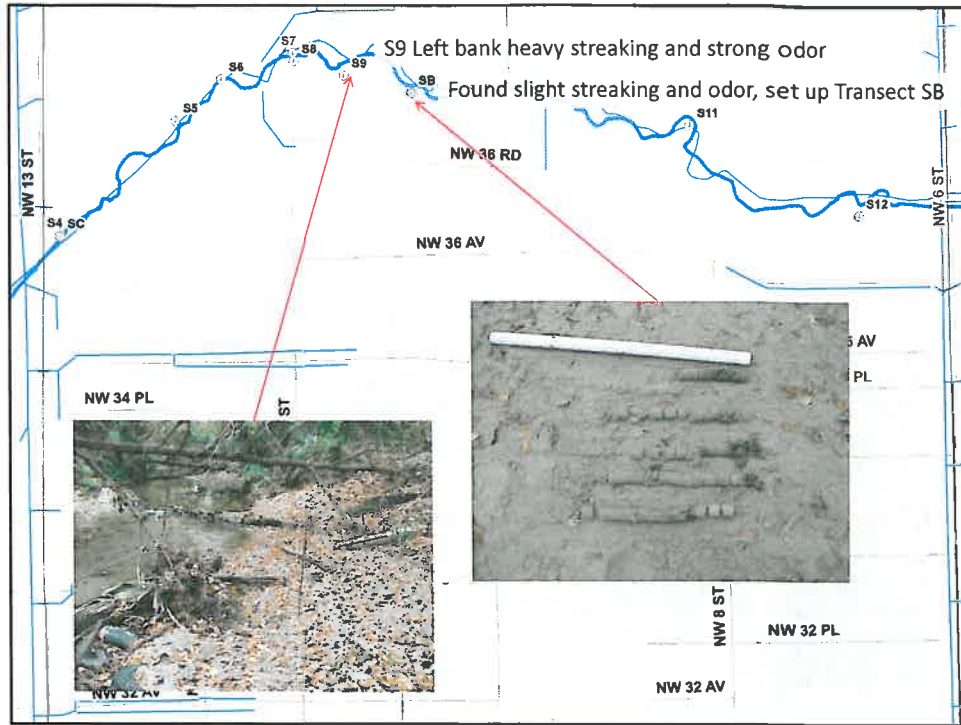 S7
S8
S9 Left bank heavy streaking and strong odor
S9
S6
SB
Found slight streaking and odor, set up Transect SB
S5
S11
NW 13 ST
NW 36 RD
NW 6 ST
S12
S4 SC
NW 36 AV
AV
PL
NW 34 PL
ST
NW 8 ST
NW 32 PL
NW 32 AV
NW 32 AV